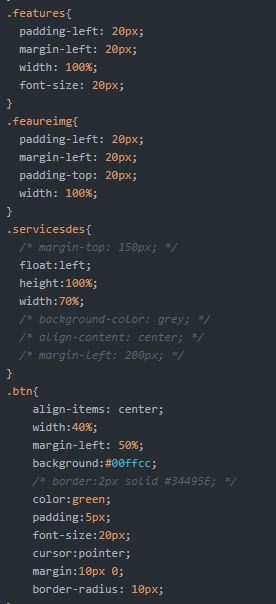 .features{
padding-left: 20px;
margin-left: 20px;
width: 100%;
font-size: 20px;
}
.feaureimg{
padding-left: 20px;
margin-left: 20px;
padding-top: 20px;
width: 100%;
}
.servicesdes{
/* margin-top: 150px; */
float:left;
height:100%;
width:70%;
/* background-color: grey; */
/* align-content: center; */
/* margin-left: 200px; */
}
.btn{
align-items: center;
width:40%;
margin-left: 50%;
background:#00ffcc;
/* border:2px solid #34495E; */
color:green;
padding:5px;
font-size:20px;
cursor:pointer;
margin:10px 0;
border-radius: 10px;